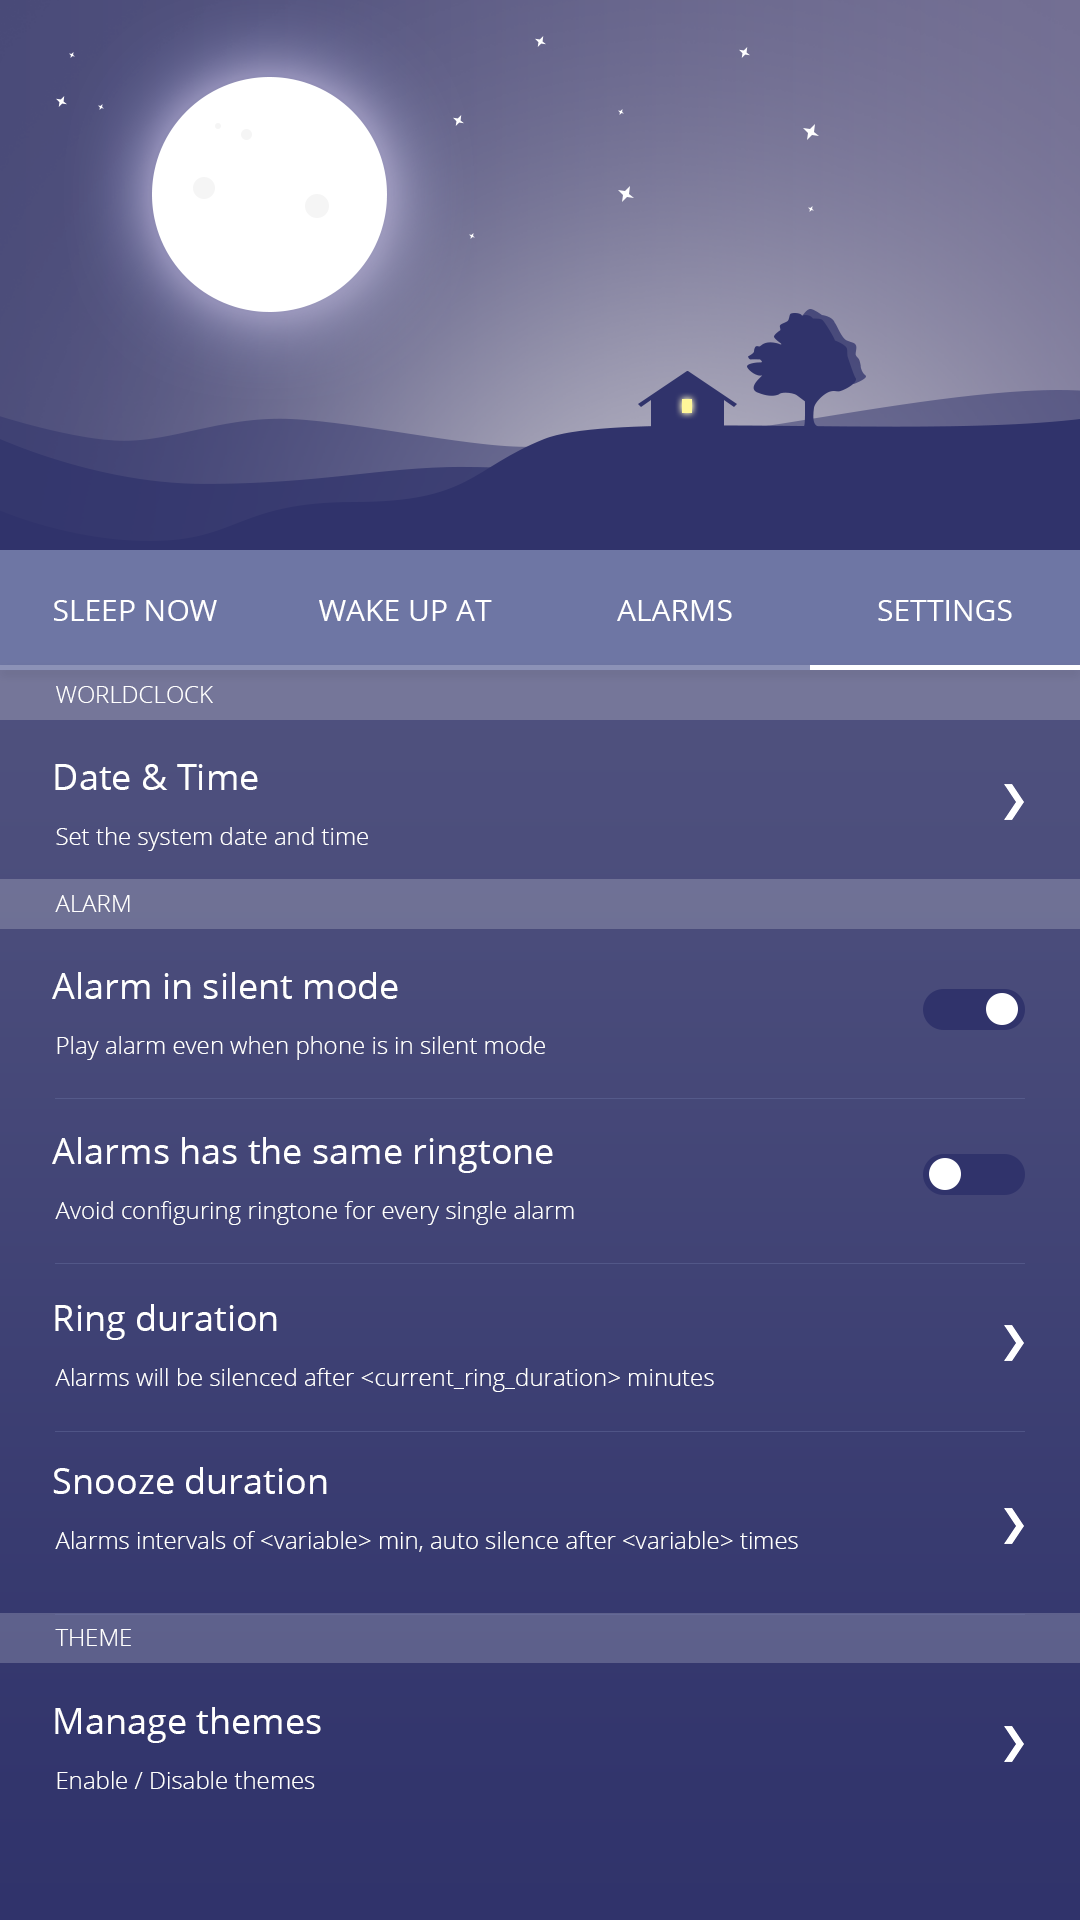 SLEEP NOW WAKE UP AT ALARMS SETTINGS
WORLDCLOCK
Date & Time
Set the system date and time
ALARM
Alarm in silent mode
Play alarm even when phone is in silent mode
Alarms has the same ringtone
Avoid configuring ringtone for every single alarm
Ring duration
Alarms will be silenced after <current_ring_duration> minutes
Snooze duration
Alarms intervals of <variable> min, auto silence after <variable> times
THEME
Manage themes
Enable / Disable themes